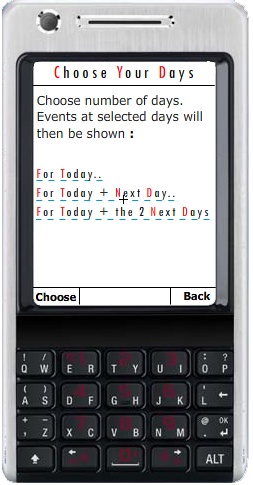 Choose Your Days
Choose number of days.
Events at selected days will
then be shown :
For Today..
For Today + Next Day..
For Today + the 2 Next Days
Choose Back
! / ( ) : ?
Q W E R T Y U I O P
A S D F G H J K L
Z X C V B N M @ OK
ALT